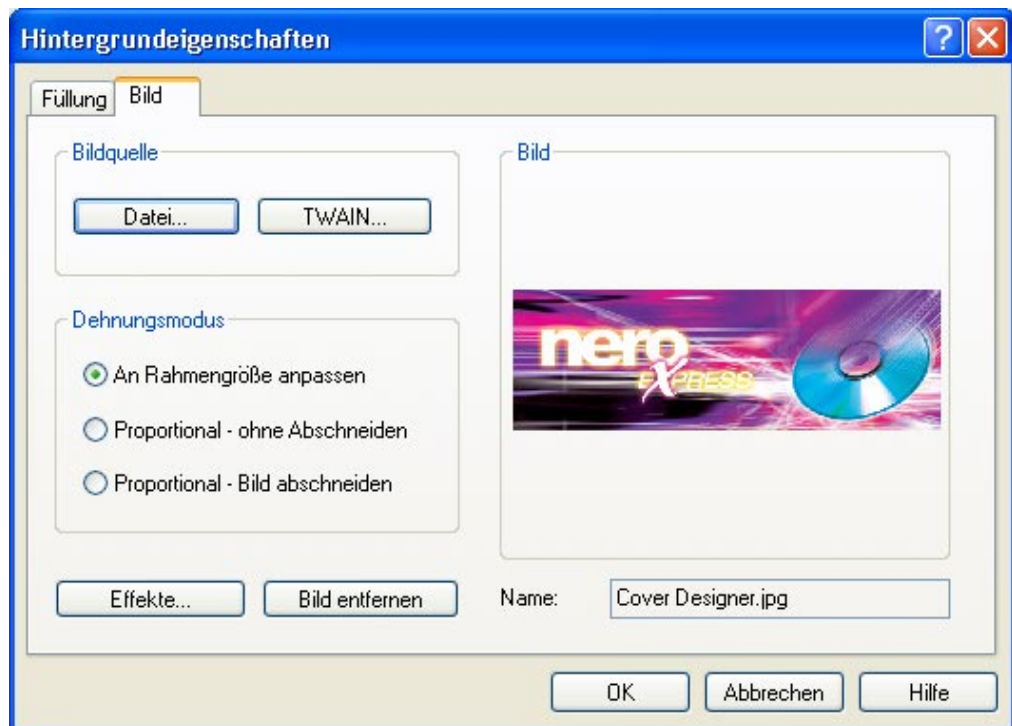 Hintergrundeigenschaften
Füllung
Bild
Bildquelle
Datei...
TWAIN...
Dehnungsmodus
An Rahmengröße anpassen
Proportional - ohne Abschneiden
Proportional - Bild abschneiden
Effekte...
Bild entfernen
Bild
nero
EXPRESS
Name:
Cover Designer.jpg
OK
Abbrechen
Hilfe